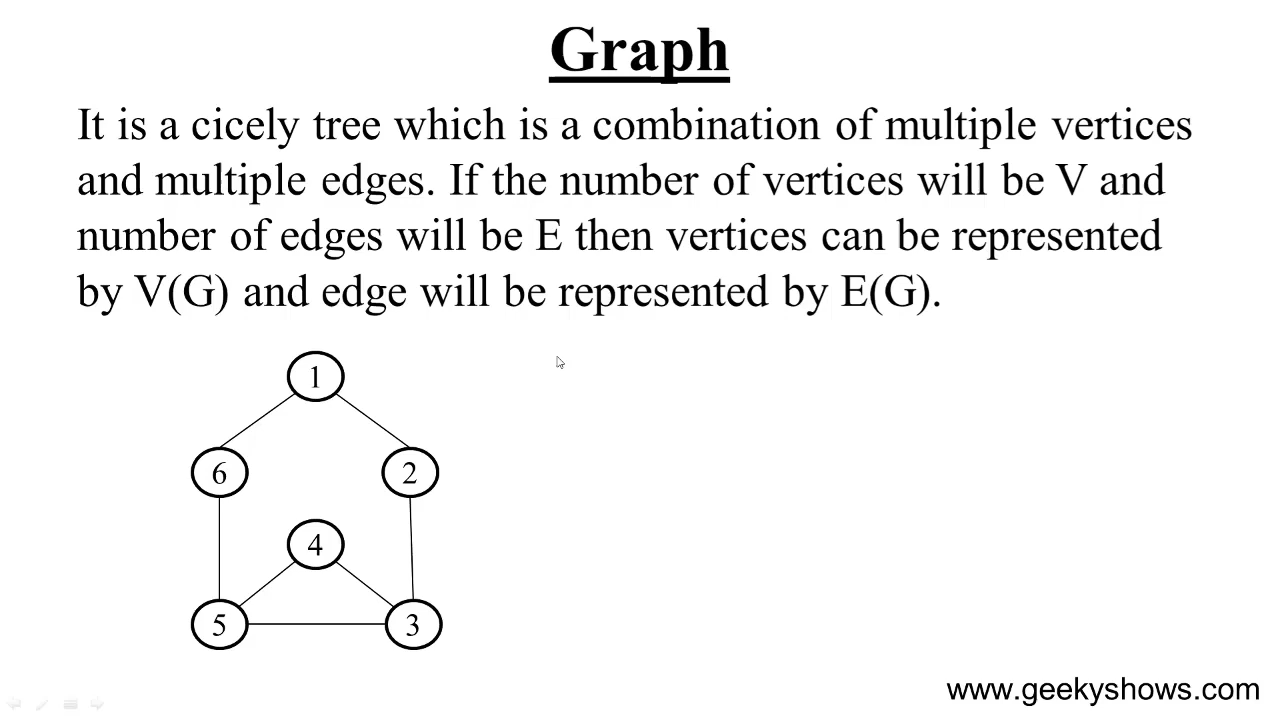 Graph
It is a cicely tree which is a combination of multiple vertices
and multiple edges. If the number of vertices will be V and
number of edges will be E then vertices can be represented
by V(G) and edge will be represented by E(G).
1
6
2
4
5
3
www.geekyshows.com